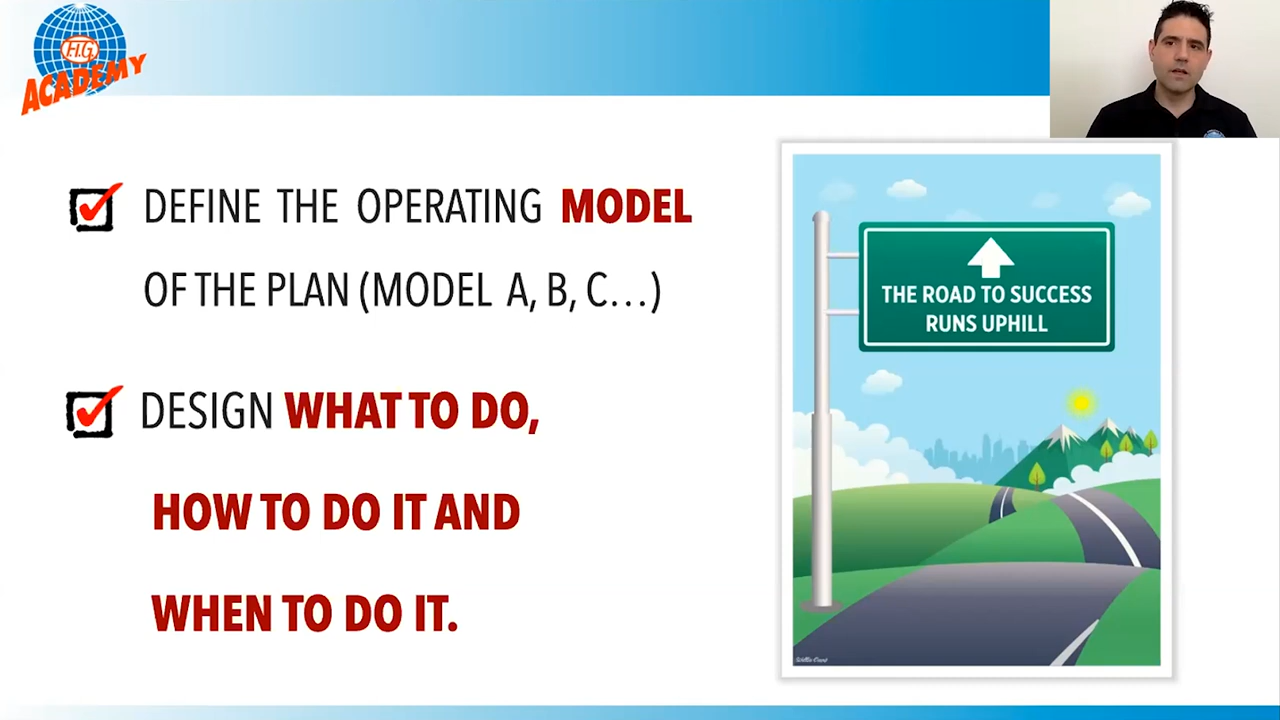 F.I.G.
ACADEMY
DEFINE THE OPERATING MODEL
OF THE PLAN (MODEL A, B, C...)
DESIGN WHAT TO DO,
HOW TO DO IT AND
WHEN TO DO IT.
THE ROAD TO SUCCESS
RUNS UPHILL